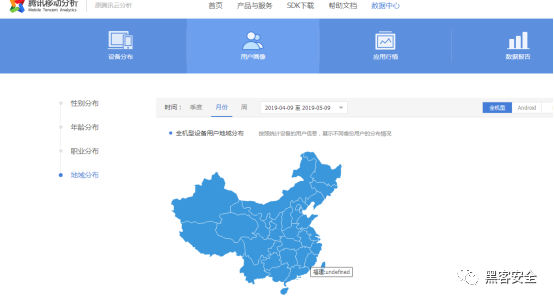 腾讯移动分析
Mobile Tencent Analytics
腾讯云分析
首页 产品与服务 SDK下载 帮助文档 数据中心
设备分布 用户画像 应用行情 数据报告
性别分布
年龄分布
职业分布
地域分布
时间： 季度 月份 周 2019-04-09 至 2019-05-09 全机型 Android
全机型设备用户地域分布 按照统计设备的用户信息，展示不同省份用户的分布情况
福建:undefined
黑客安全